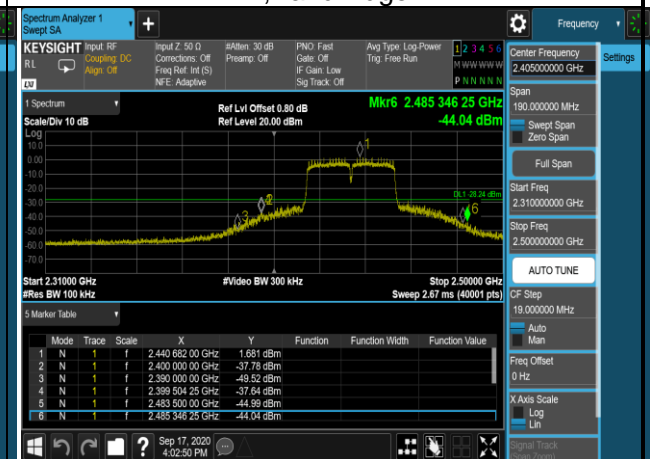 Spectrum Analyzer 1
Swept SA
+
Frequency
KEYSIGHT
RL
Input: RF
Coupling: DC
Align: Off
Input Z: 50 Ω
Corrections: Off
Freq Ref: Int (S)
NFE: Adaptive
#Atten: 30 dB
Preamp: Off
PNO: Fast
Gate: Off
IF Gain: Low
Sig Track: Off
Avg Type: Log-Power
Trig: Free Run
1 2 3 4 5 6
M W W W W W
P N N N N N
LXI
1 Spectrum
Scale/Div 10 dB
Ref Lvl Offset 0.80 dB
Ref Level 20.00 dBm
Mkr6 2.485 346 25 GHz
-44.04 dBm
Log
10.0
0.00
-10.0
-20.0
-30.0
-40.0
-50.0
-60.0
-70.0
1
3
6
DL1 -28.24 dBm
Start 2.31000 GHz
#Res BW 100 kHz
#Video BW 300 kHz
Stop 2.50000 GHz
Sweep 2.67 ms (40001 pts)
5 Marker Table
Mode Trace Scale X Y Function Function Width Function Value
1 N 1 f 2.440 682 00 GHz 1.681 dBm
2 N 1 f 2.400 000 00 GHz -37.78 dBm
3 N 1 f 2.390 000 00 GHz -49.52 dBm
4 N 1 f 2.399 504 25 GHz -37.64 dBm
5 N 1 f 2.483 500 00 GHz -44.99 dBm
6 N 1 f 2.485 346 25 GHz -44.04 dBm
?
Sep 17, 2020
4:02:50 PM
Center Frequency
2.405000000 GHz
Settings
Span
190.000000 MHz
Swept Span
Zero Span
Full Span
Start Freq
2.310000000 GHz
Stop Freq
2.500000000 GHz
AUTO TUNE
CF Step
19.000000 MHz
Auto
Man
Freq Offset
0 Hz
X Axis Scale
Log
Lin
Signal Track
(Span Zoom)